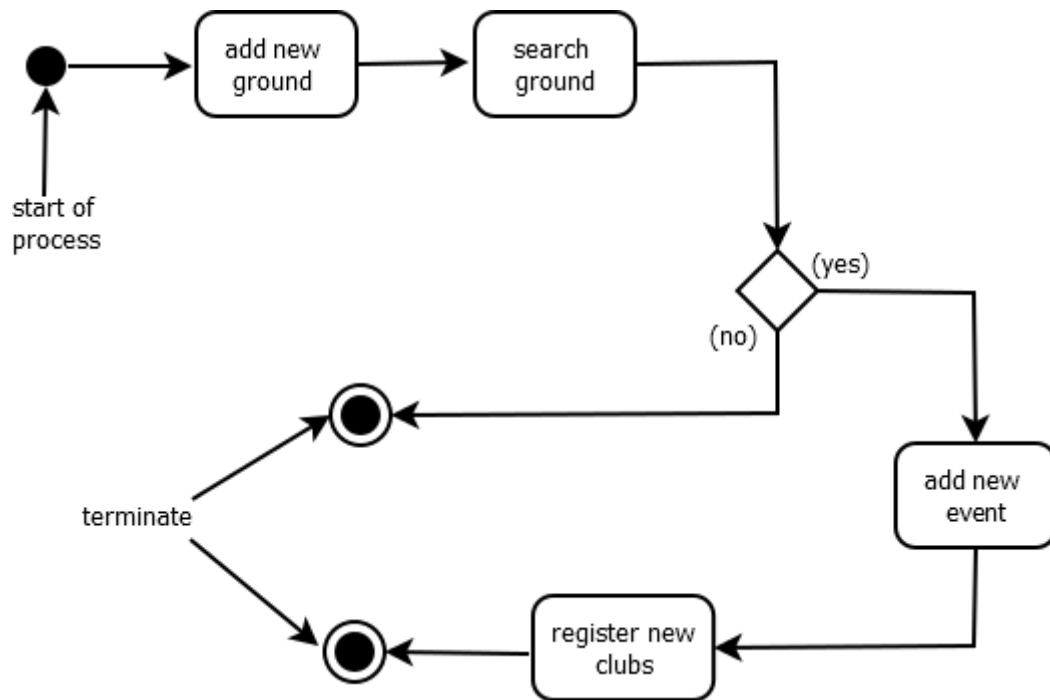 add new
ground
search
ground
start of
process
(yes)
(no)
add new
event
terminate
register new
clubs